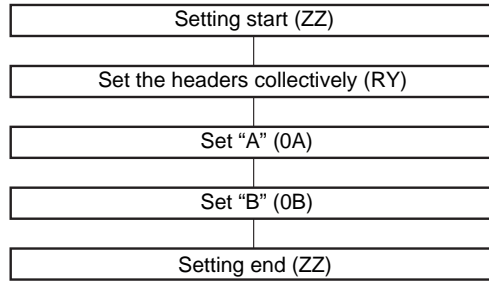 Setting start (ZZ)
Set the headers collectively (RY)
Set “A” (0A)
Set “B” (0B)
Setting end (ZZ)